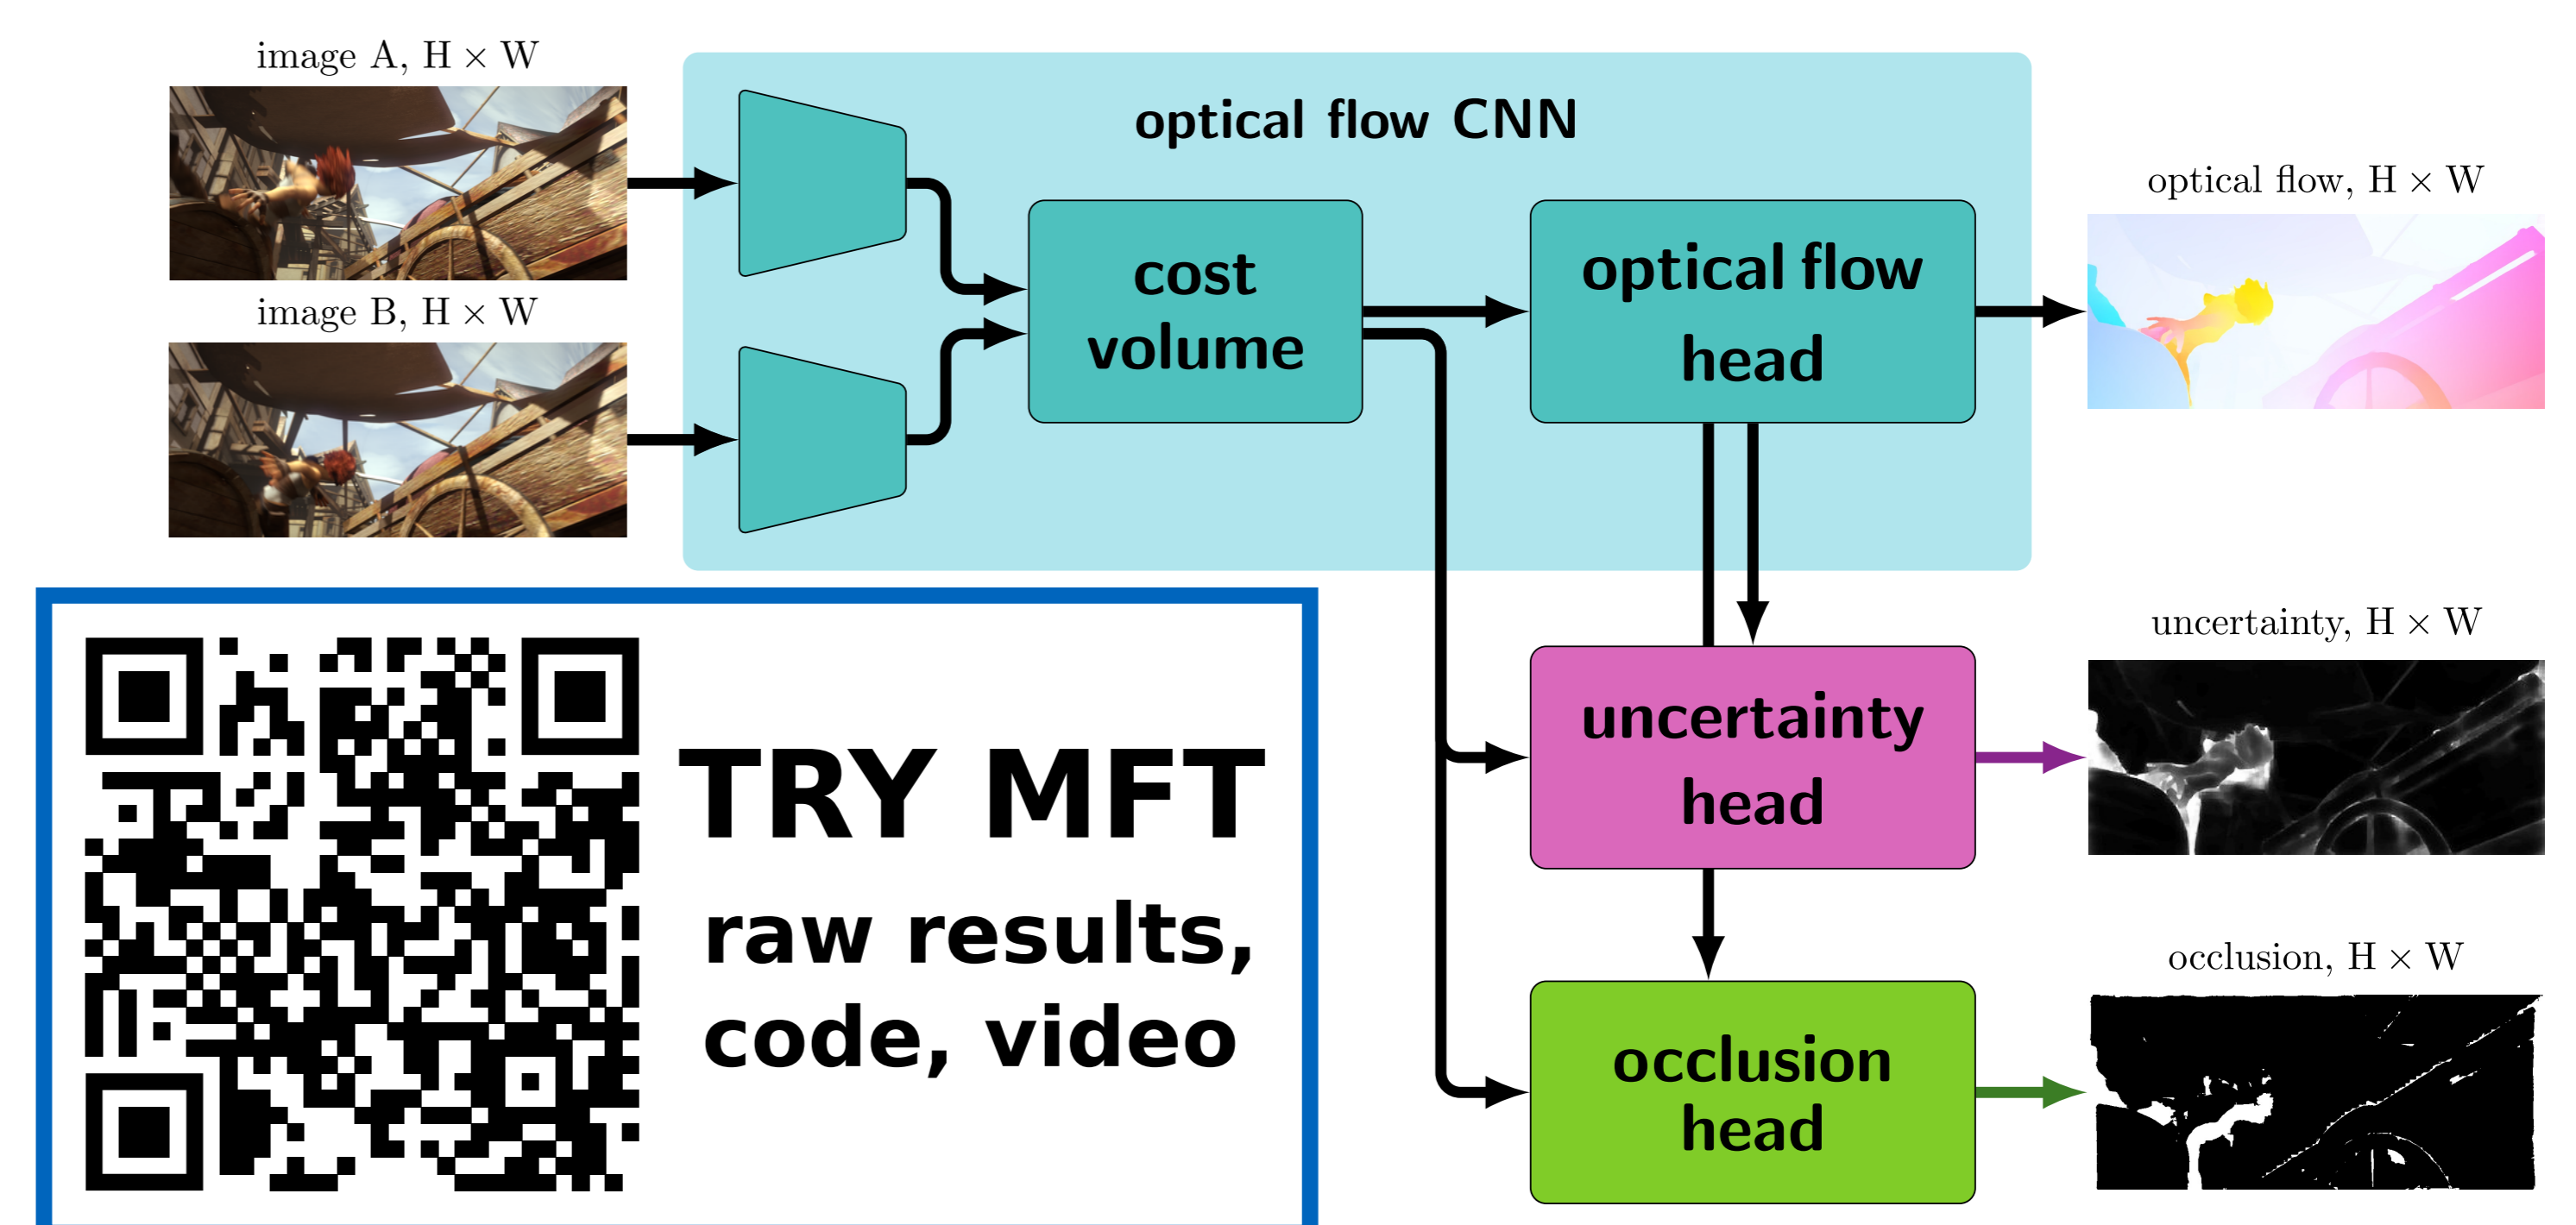 image A, H × W
optical flow CNN
optical flow, H × W
image B, H × W
cost
volume
optical flow
head
uncertainty, H × W
uncertainty
head
TRY MFT
raw results,
code, video
occlusion, H × W
occlusion
head